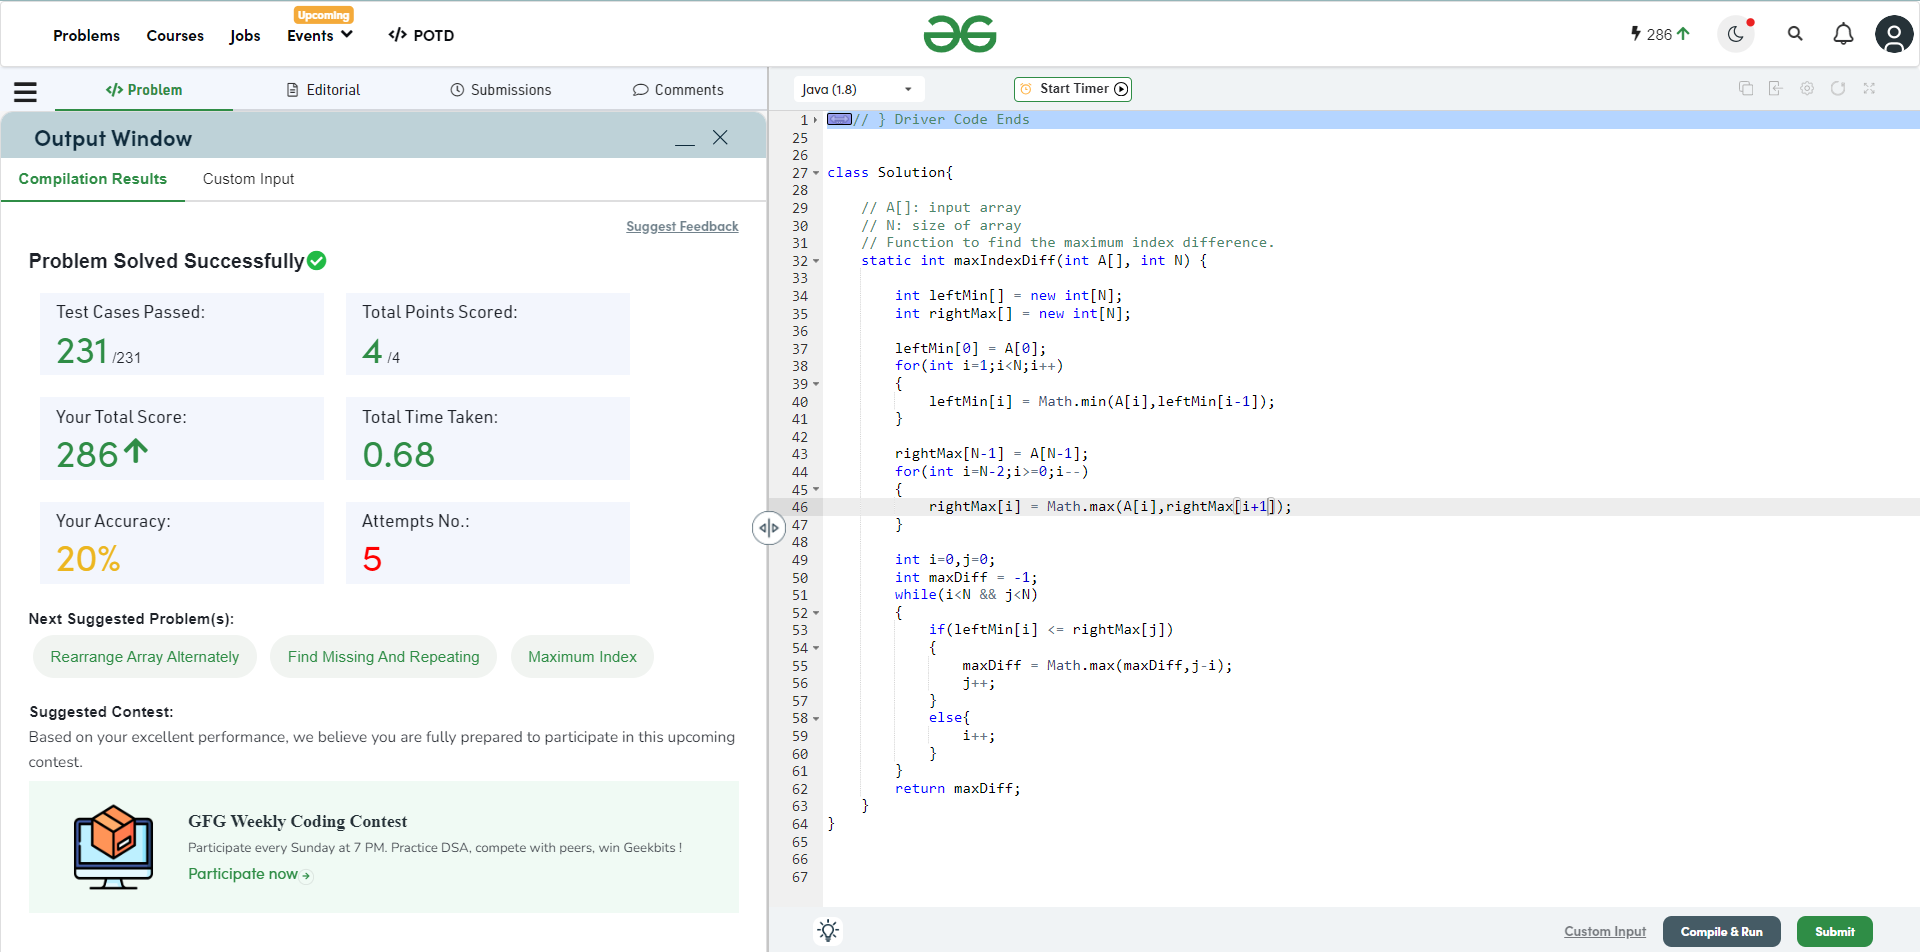 Problems Courses Jobs Upcoming Events </> POTD 286
</> Problem Editorial Submissions Comments
Output Window
Compilation Results Custom Input
Suggest Feedback
Problem Solved Successfully
Test Cases Passed: Total Points Scored:
231 /231 4 /4
Your Total Score: Total Time Taken:
286 0.68
Your Accuracy: Attempts No.:
20% 5
Next Suggested Problem(s):
Rearrange Array Alternately Find Missing And Repeating Maximum Index
Suggested Contest:
Based on your excellent performance, we believe you are fully prepared to participate in this upcoming
contest.
GFG Weekly Coding Contest
Participate every Sunday at 7 PM. Practice DSA, compete with peers, win Geekbits !
Participate now
Java (1.8) Start Timer
1 // } Driver Code Ends
25
26
27 class Solution{
28
29 // A[]: input array
30 // N: size of array
31 // Function to find the maximum index difference.
32 static int maxIndexDiff(int A[], int N) {
33
34 int leftMin[] = new int[N];
35 int rightMax[] = new int[N];
36
37 leftMin[0] = A[0];
38 for(int i=1;i<N;i++)
39 {
40 leftMin[i] = Math.min(A[i],leftMin[i-1]);
41 }
42
43 rightMax[N-1] = A[N-1];
44 for(int i=N-2;i>=0;i--)
45 {
46 rightMax[i] = Math.max(A[i],rightMax[i+1]);
47 }
48
49 int i=0,j=0;
50 int maxDiff = -1;
51 while(i<N && j<N)
52 {
53 if(leftMin[i] <= rightMax[j])
54 {
55 maxDiff = Math.max(maxDiff,j-i);
56 j++;
57 }
58 else{
59 i++;
60 }
61 }
62 return maxDiff;
63 }
64 }
65
66
67
Custom Input Compile & Run Submit